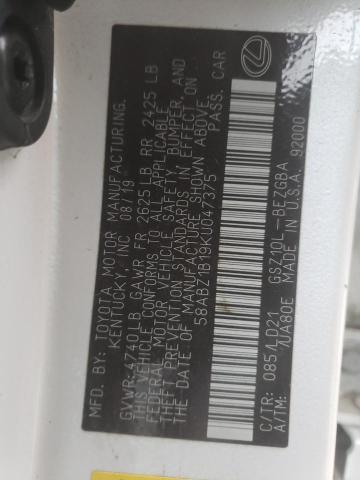 MFD. BY: TOYOTA MOTOR MANUFACTURING.
KENTUCKY, INC 08/19
GVWR 4740LB GAWR FR 2625LB RR 2425 LB
THIS VEHICLE CONFORMS TO ALL APPLICABLE
FEDERAL MOTOR VEHICLE SAFETY, BUMPER, AND
THEFT PREVENTION STANDARDS IN EFFECT ON
THE DATE OF MANUFACTURE SHOWN ABOVE.
58ABZ1B19KU047375 PASS. CAR
C/TR: 085 LD21 GSZ10L-BEZGBA
A/TM: /UA80E MADE IN U.S.A. 92000